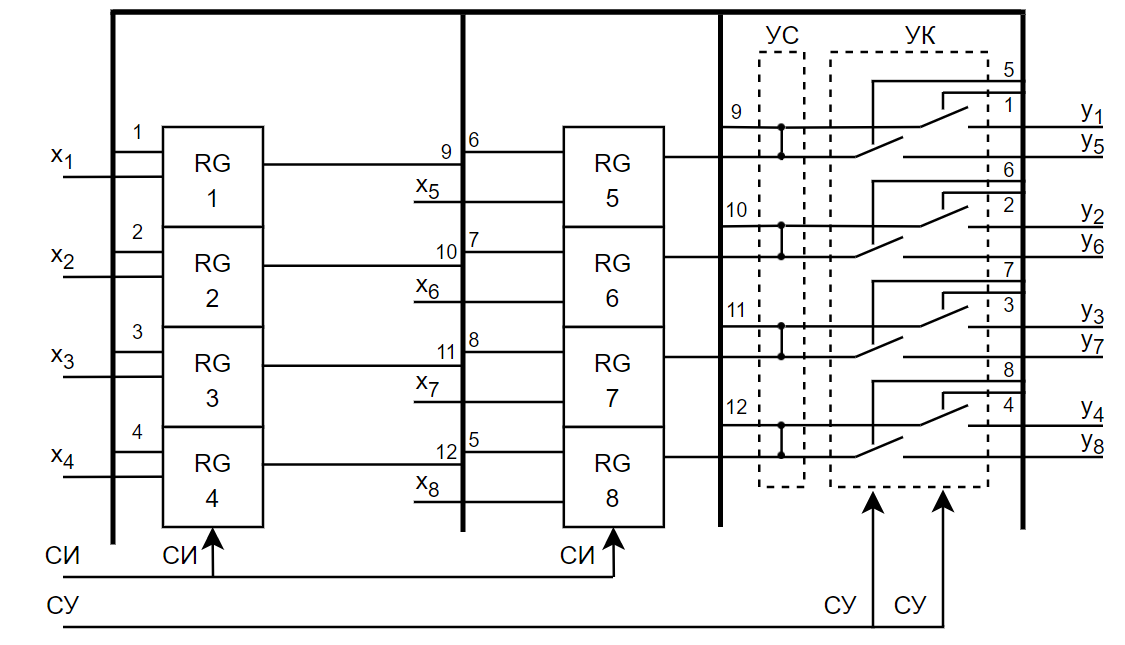 УС УК
5
1 9 6 9 1 y₁
x₁ RG 1 x₅ RG 5 y₅
6
2 10 7 10 2 y₂
x₂ RG 2 x₆ RG 6 y₆
7
3 11 8 11 3 y₃
x₃ RG 3 x₇ RG 7 y₇
8
4 12 5 12 4 y₄
x₄ RG 4 x₈ RG 8 y₈
СИ СИ СИ
СУ СУ СУ